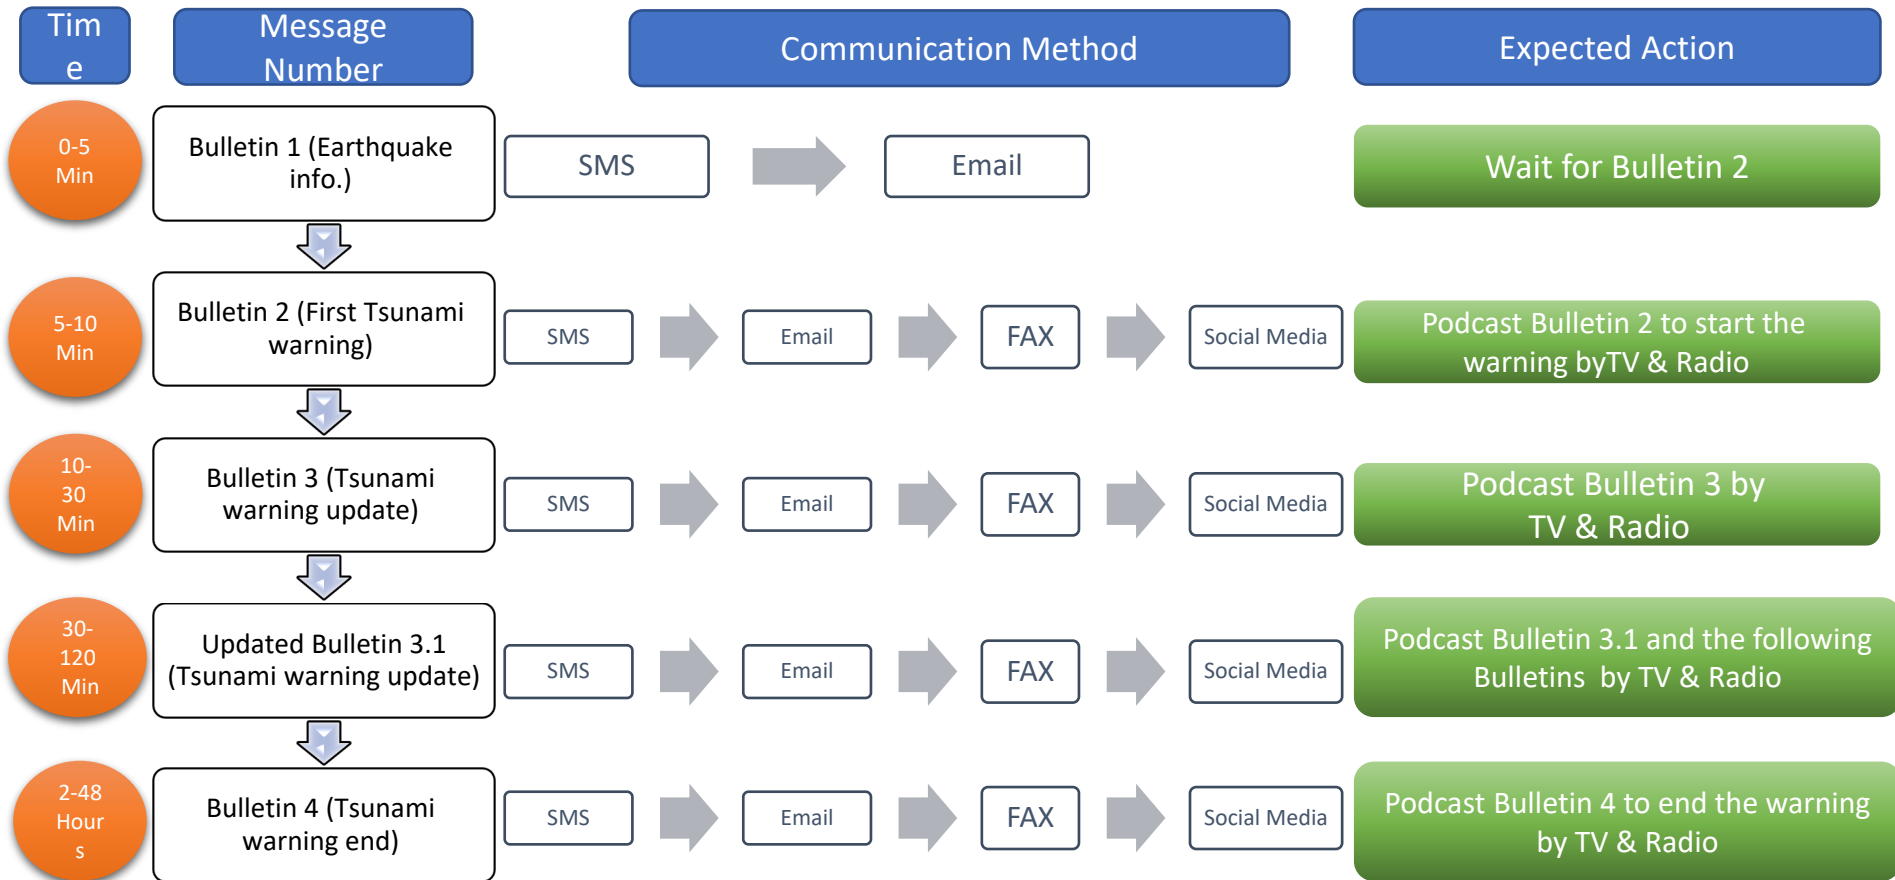 Tim
e
Message
Number
Communication Method
Expected Action
0-5
Min
Bulletin 1 (Earthquake
info.)
SMS
Email
Wait for Bulletin 2
5-10
Min
Bulletin 2 (First Tsunami
warning)
SMS
Email
FAX
Social Media
Podcast Bulletin 2 to start the
warning byTV & Radio
10-
30
Min
Bulletin 3 (Tsunami
warning update)
SMS
Email
FAX
Social Media
Podcast Bulletin 3 by
TV & Radio
30-
120
Min
Updated Bulletin 3.1
(Tsunami warning update)
SMS
Email
FAX
Social Media
Podcast Bulletin 3.1 and the following
Bulletins by TV & Radio
2-48
Hour
s
Bulletin 4 (Tsunami
warning end)
SMS
Email
FAX
Social Media
Podcast Bulletin 4 to end the warning
by TV & Radio